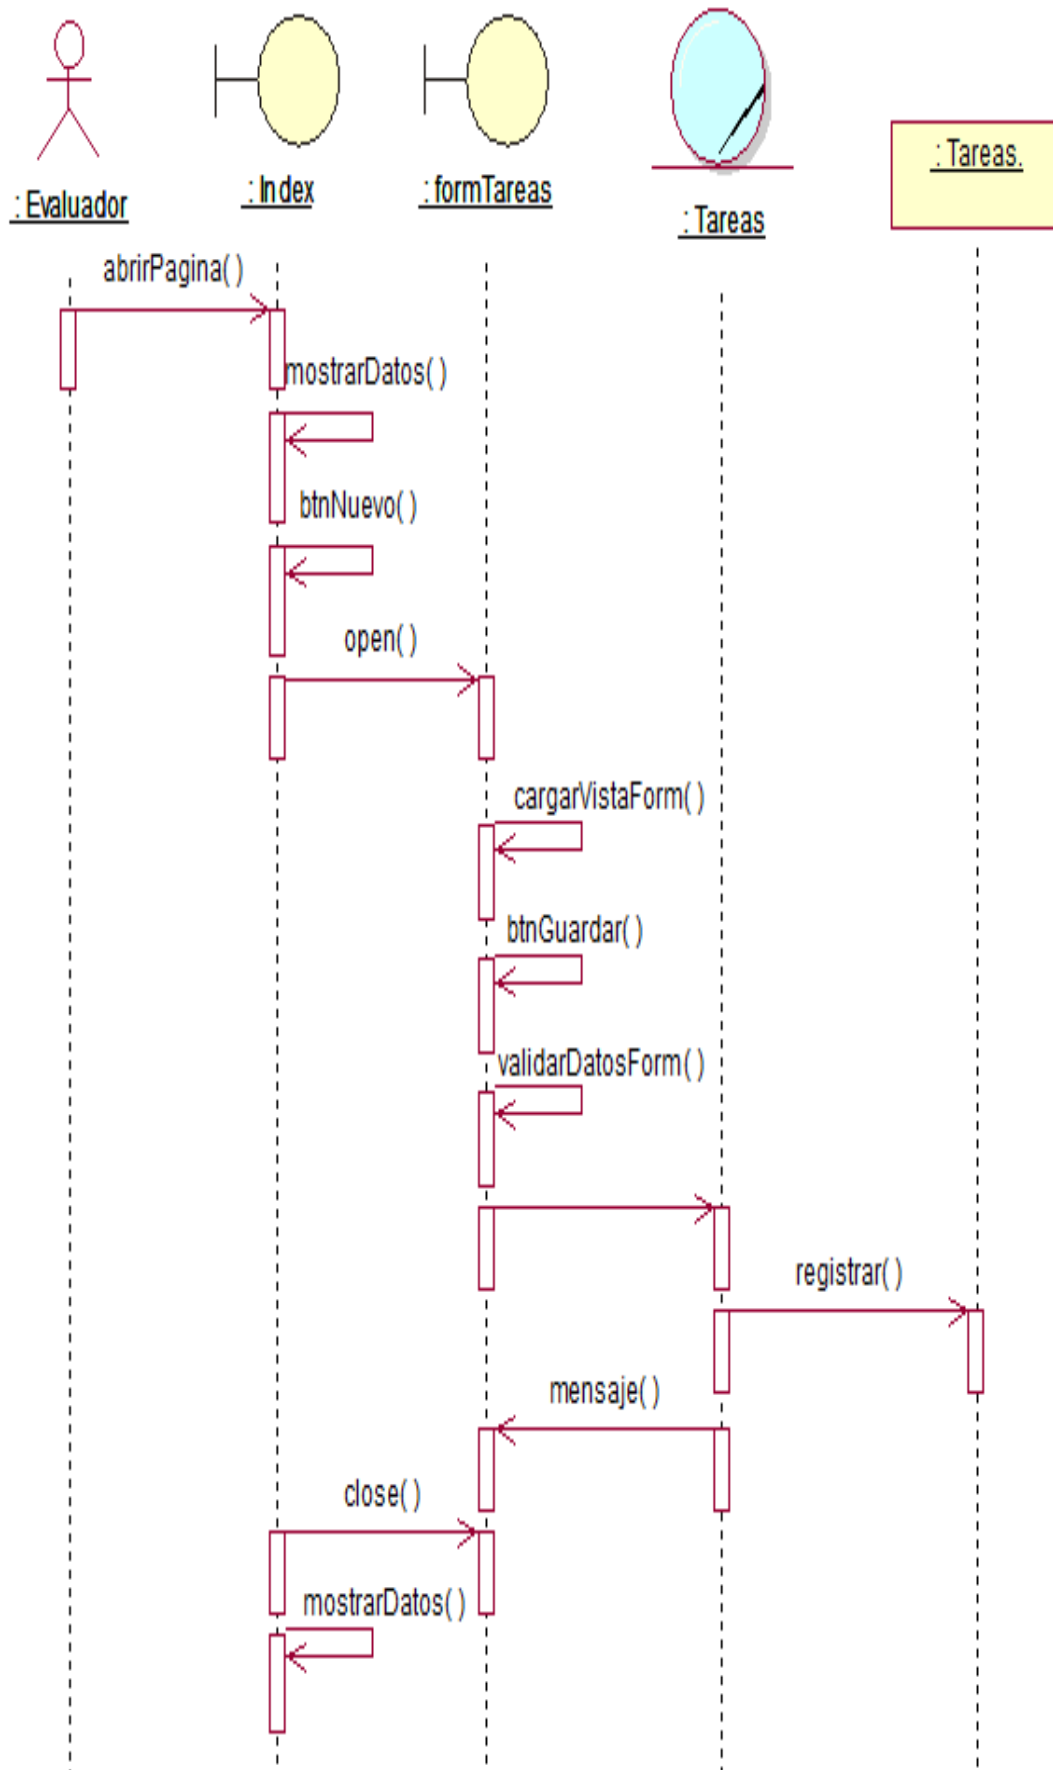 : Evaluador
: Index
: formTareas
: Tareas
: Tareas.
abrirPagina( )
mostrarDatos( )
btnNuevo( )
open( )
cargarVistaForm( )
btnGuardar( )
validarDatosForm( )
registrar( )
mensaje( )
close( )
mostrarDatos( )